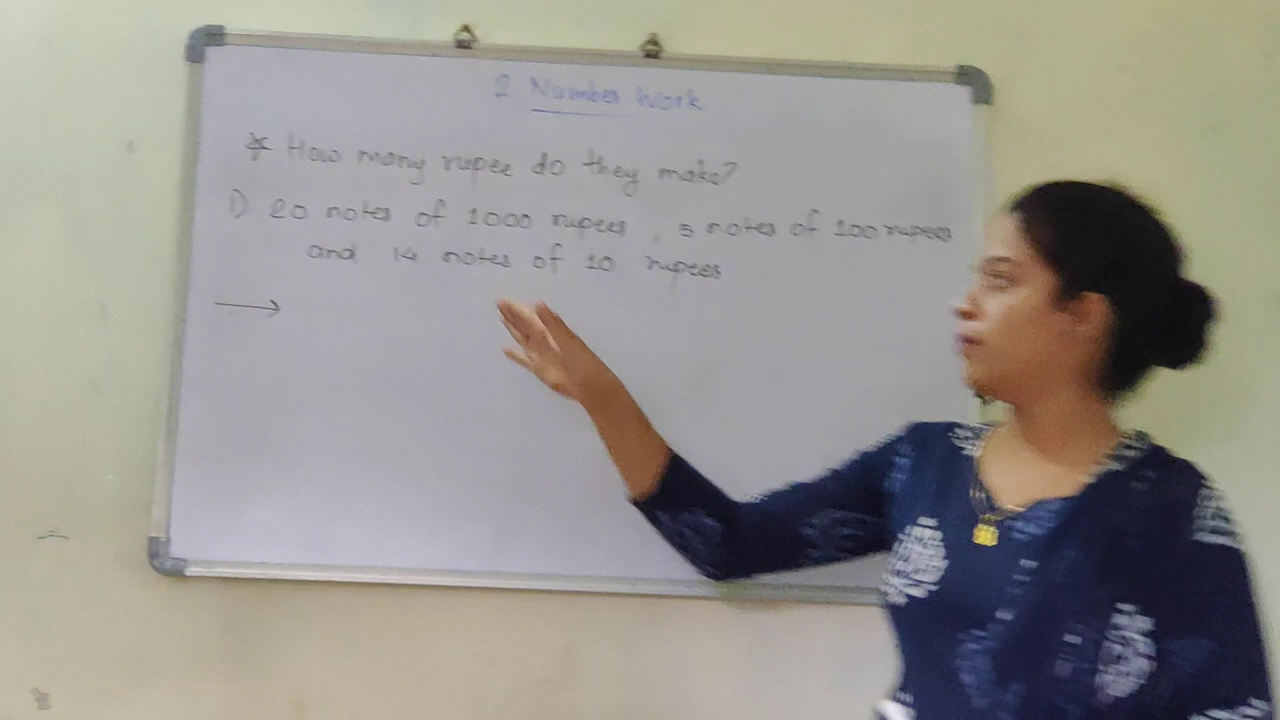 2 Number Work
* How many rupee do they make?
1) 20 notes of 1000 rupees, 5 notes of 100 rupees
and 14 notes of 10 rupees
→